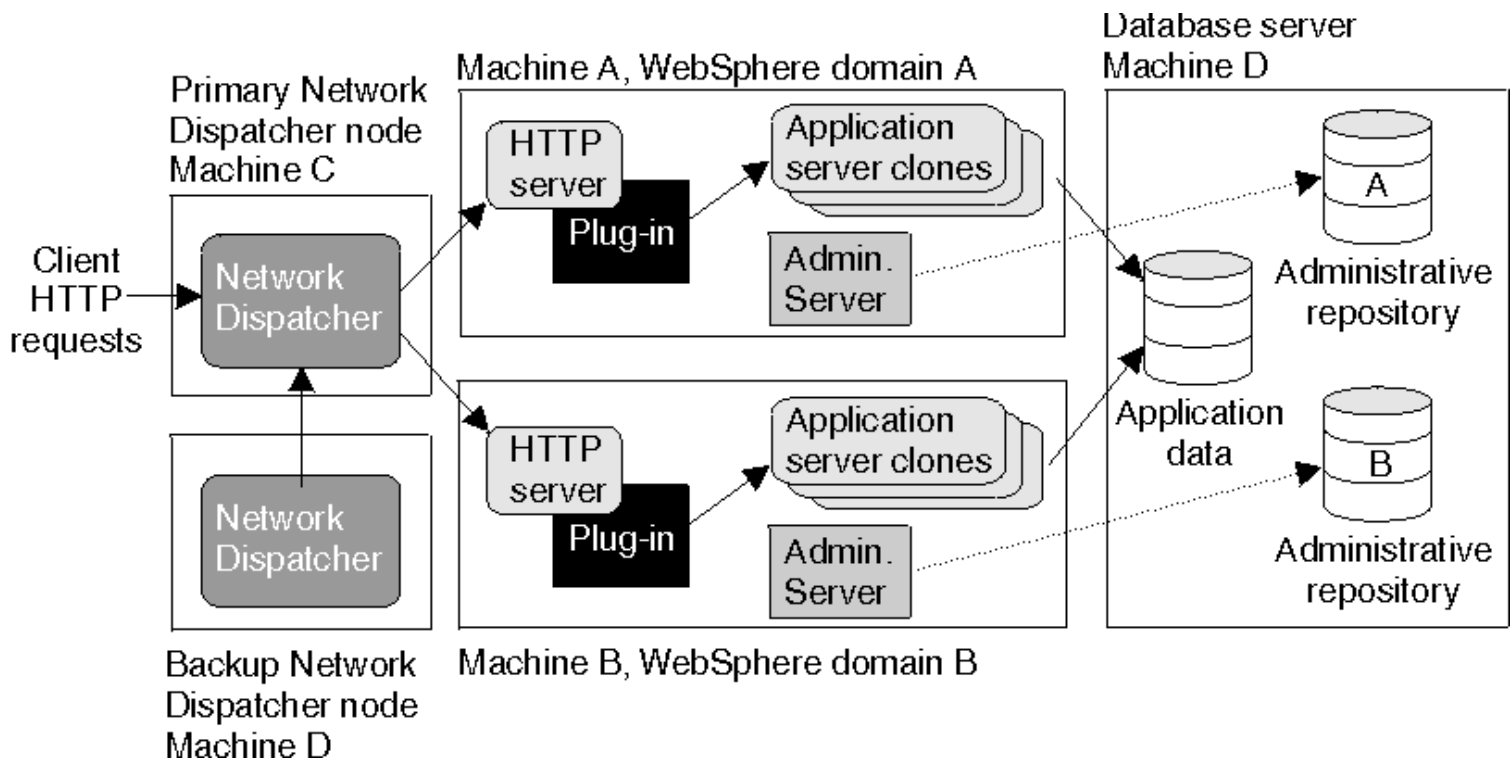 Database server
Machine D
Machine A, WebSphere domain A
Primary Network
Dispatcher node
Machine C
HTTP
server
Plug-in
Application
server clones
Admin.
Server
A
Administrative
repository
Client
HTTP
requests
Network
Dispatcher
Application
data
Network
Dispatcher
HTTP
server
Plug-in
Application
server clones
Admin.
Server
B
Administrative
repository
Backup Network
Dispatcher node
Machine D
Machine B, WebSphere domain B